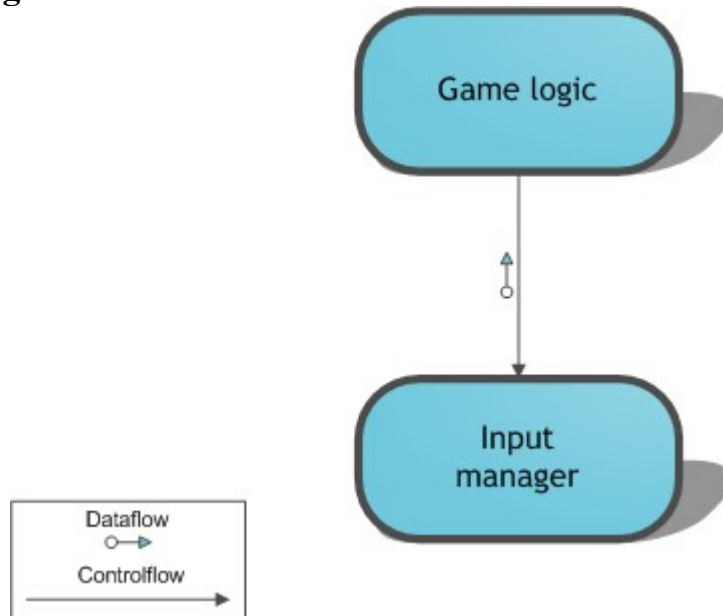 g
Game logic
Input
manager
Dataflow
Controlflow